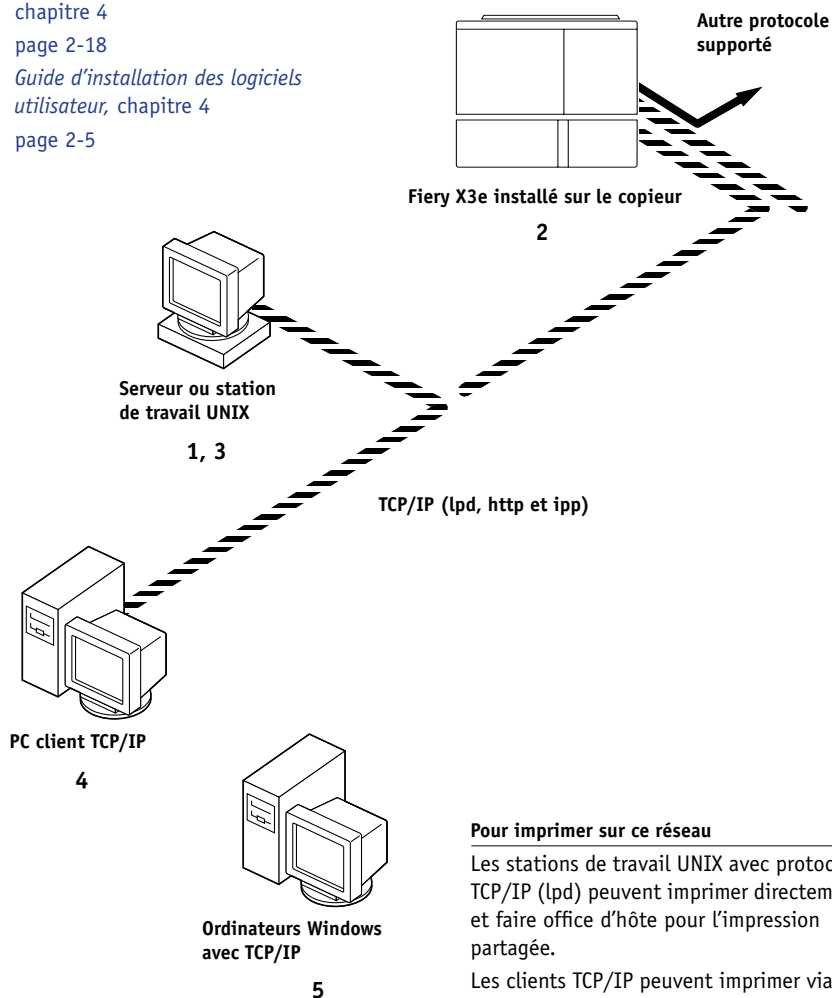 chapitre 4
page 2-18
Guide d'installation des logiciels
utilisateur, chapitre 4
page 2-5
Autre protocole
supporté
Fiery X3e installé sur le copieur
2
Serveur ou station
de travail UNIX
1, 3
TCP/IP (lpd, http et ipp)
PC client TCP/IP
4
Ordinateurs Windows
avec TCP/IP
5
Pour imprimer sur ce réseau
Les stations de travail UNIX avec
TCP/IP (lpd) peuvent imprimer
et faire office d'hôte pour l'impression
partagée.
Les clients TCP/IP peuvent imprimer via